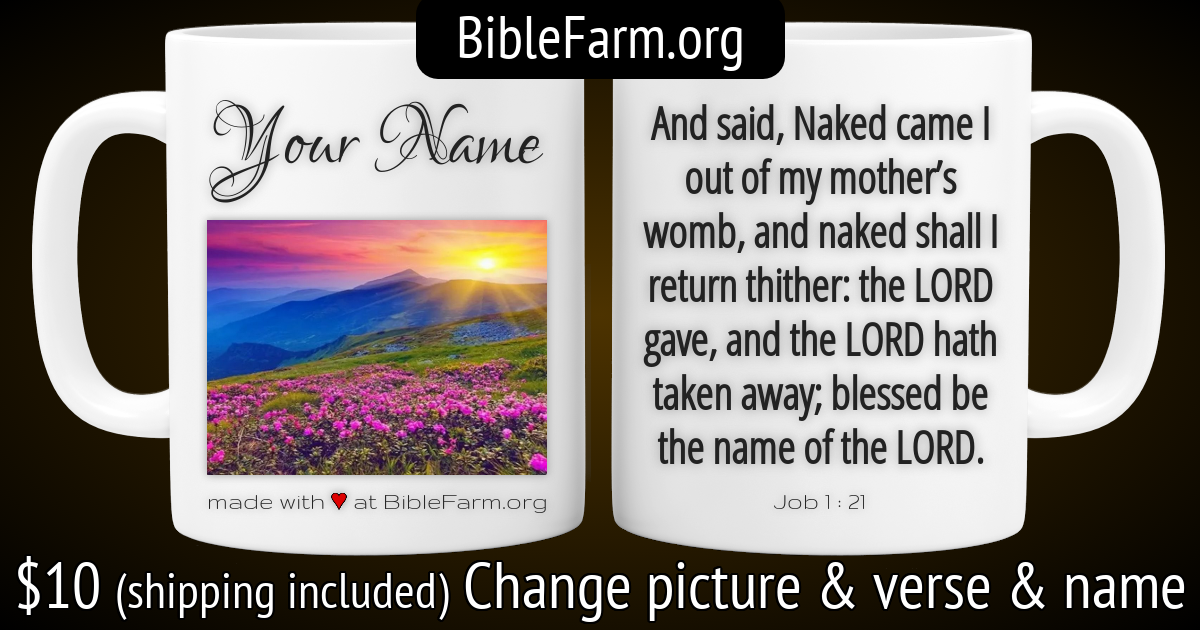 BibleFarm.org
Your Name
made with ♥ at BibleFarm.org
And said, Naked came I
out of my mother’s
womb, and naked shall I
return thither: the LORD
gave, and the LORD hath
taken away; blessed be
the name of the LORD.
Job 1 : 21
$10 (shipping included) Change picture & verse & name